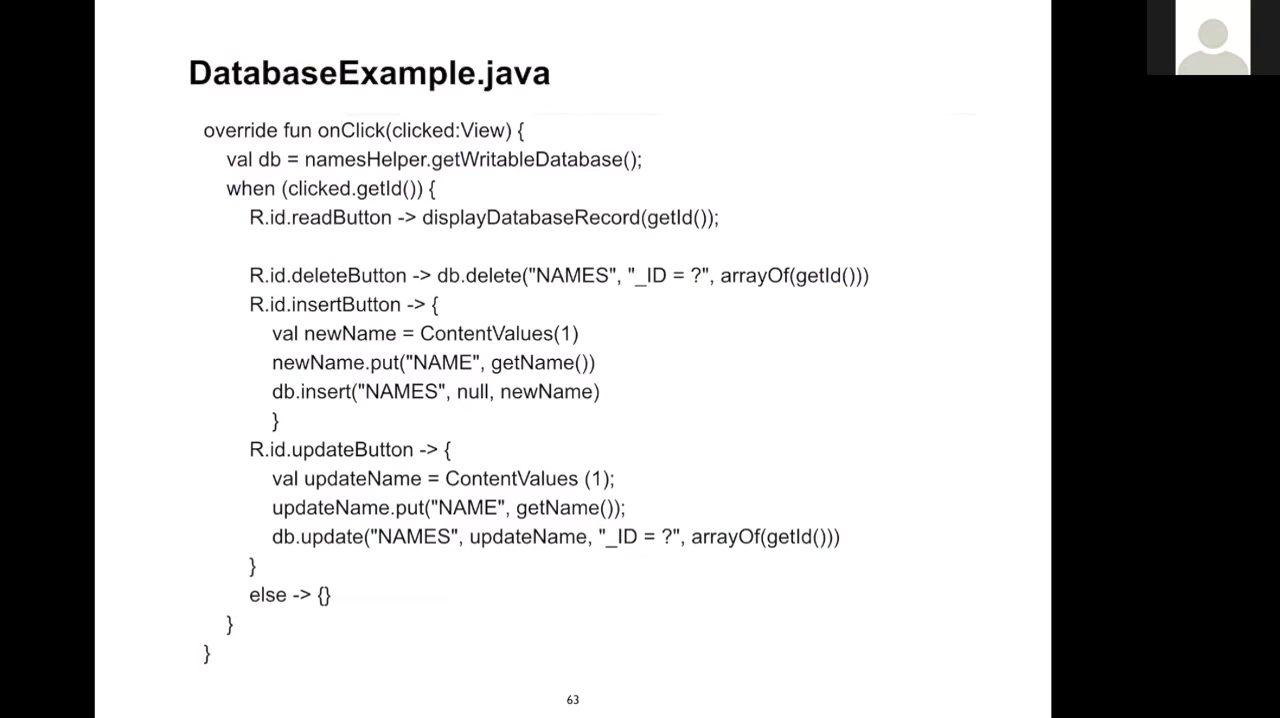 DatabaseExample.java
override fun onClick(clicked:View) {
val db = namesHelper.getWritableDatabase();
when (clicked.getId()) {
R.id.readButton -> displayDatabaseRecord(getId());
R.id.deleteButton -> db.delete("NAMES", "_ID = ?", arrayOf(getId()))
R.id.insertButton -> {
val newName = ContentValues(1)
newName.put("NAME", getName())
db.insert("NAMES", null, newName)
}
R.id.updateButton -> {
val updateName = ContentValues (1);
updateName.put("NAME", getName());
db.update("NAMES", updateName, "_ID = ?", arrayOf(getId()))
}
else -> {}
}
}
63